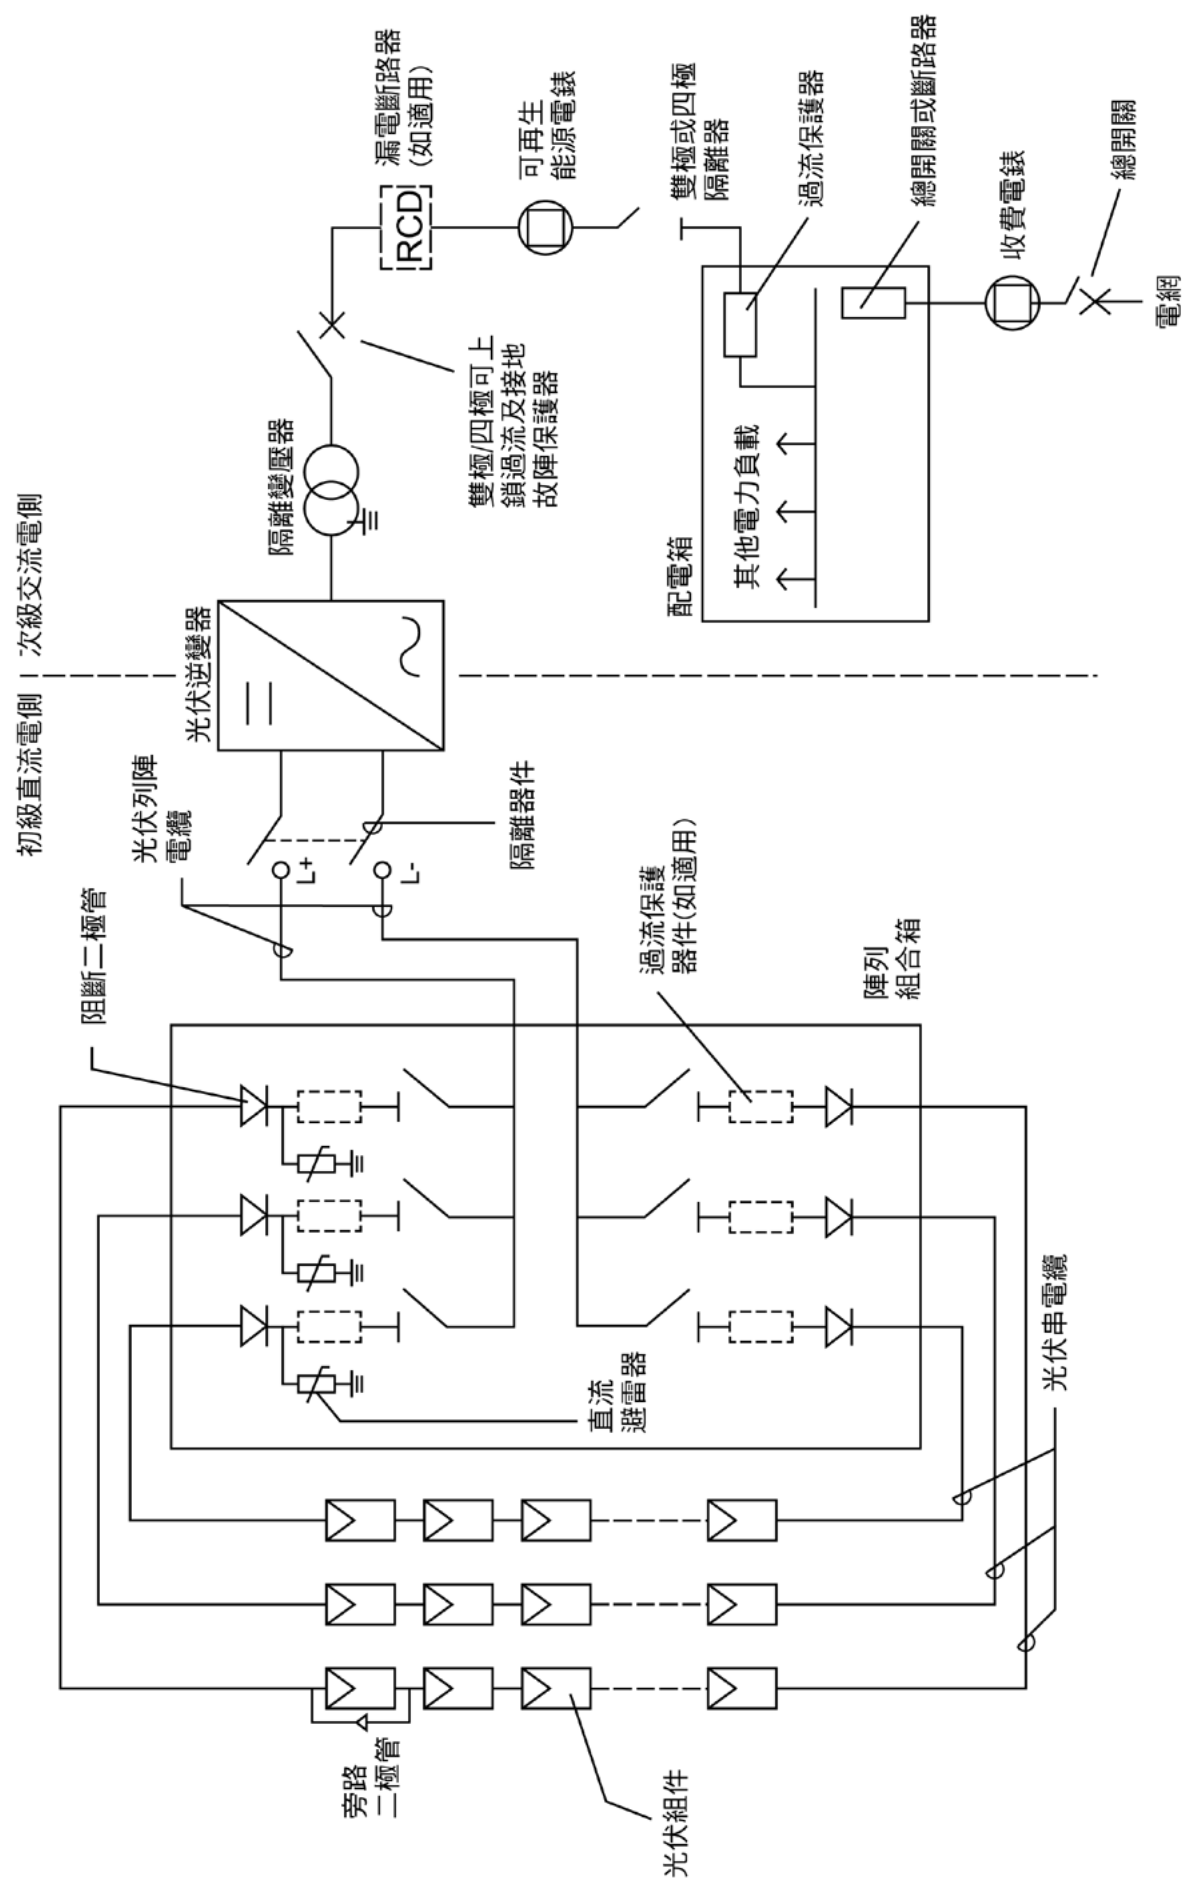 初級直流電側
次級交流電側
旁路
二極管
光伏組件
阻斷二極管
直流
避雷器
過流保護
器件(如適用)
陣列
組合箱
光伏串電纜
光伏列陣
電纜
L+
L-
隔離器件
光伏逆變器
隔離變壓器
雙極/四極可上
鎖過流及接地
故障保護器
漏電斷路器
(如適用)
RCD
可再生
能源電錶
雙極或四極
隔離器
過流保護器
配電箱
其他電力負載
總開關或斷路器
收費電錶
總開關
電網